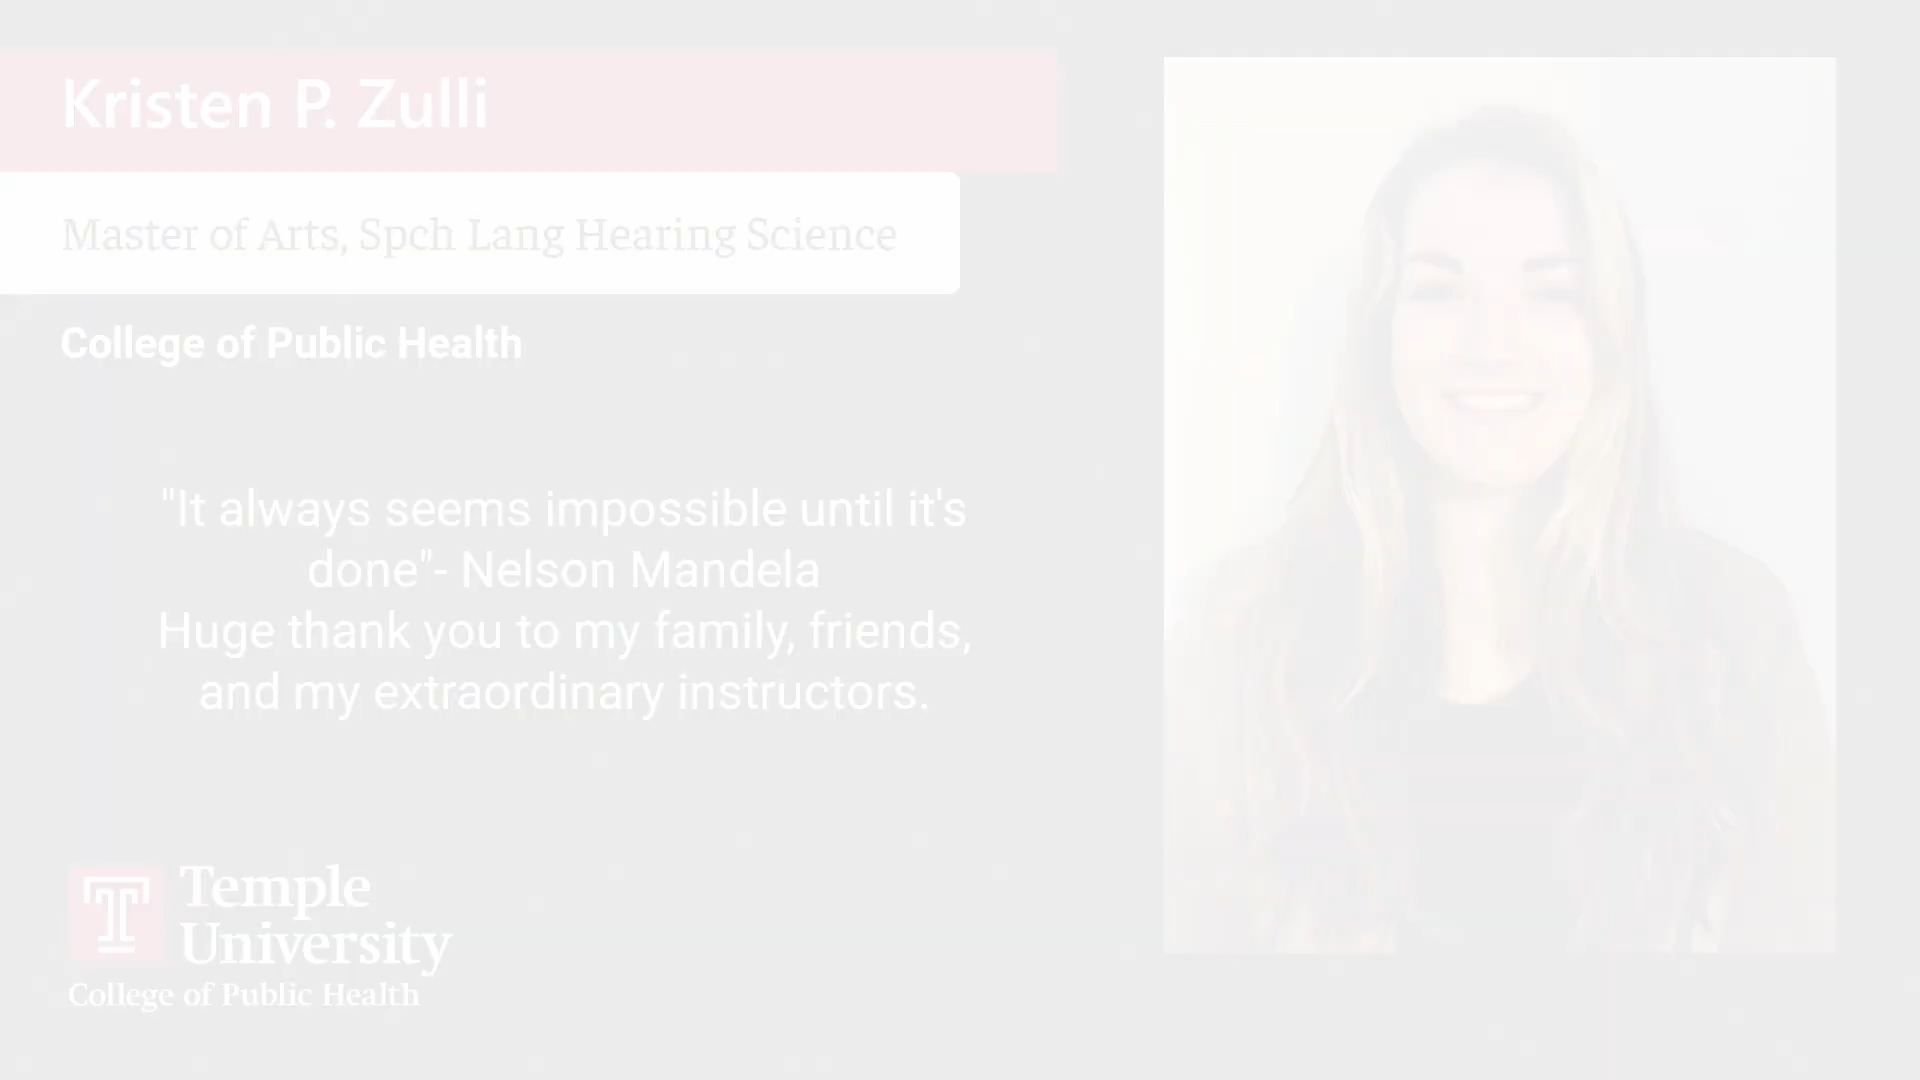 Kristen P. Zulli
Master of Arts, Spch Lang Hearing Science
College of Public Health
"It always seems impossible until it's
done"- Nelson Mandela
Huge thank you to my family, friends,
and my extraordinary instructors.
Temple
University
College of Public Health